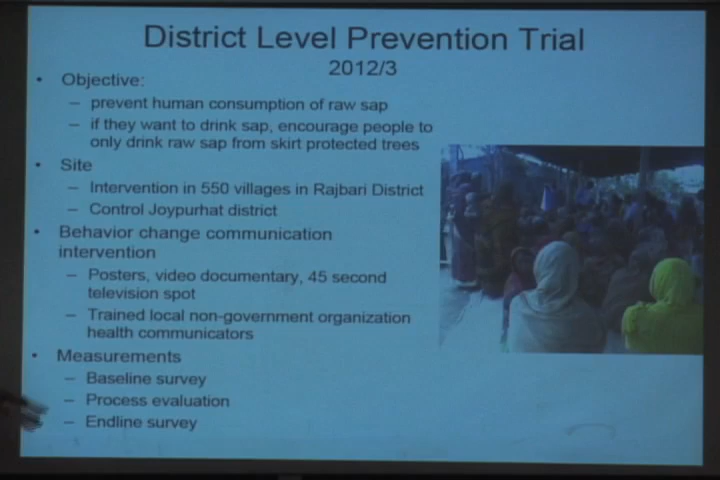 District Level Prevention Trial
2012/3
• Objective:
– prevent human consumption of raw sap
– if they want to drink sap, encourage people to
only drink raw sap from skirt protected trees
• Site
– Intervention in 550 villages in Rajbari District
– Control Joypurhat district
• Behavior change communication
intervention
– Posters, video documentary, 45 second
television spot
– Trained local non-government organization
health communicators
• Measurements
– Baseline survey
– Process evaluation
– Endline survey